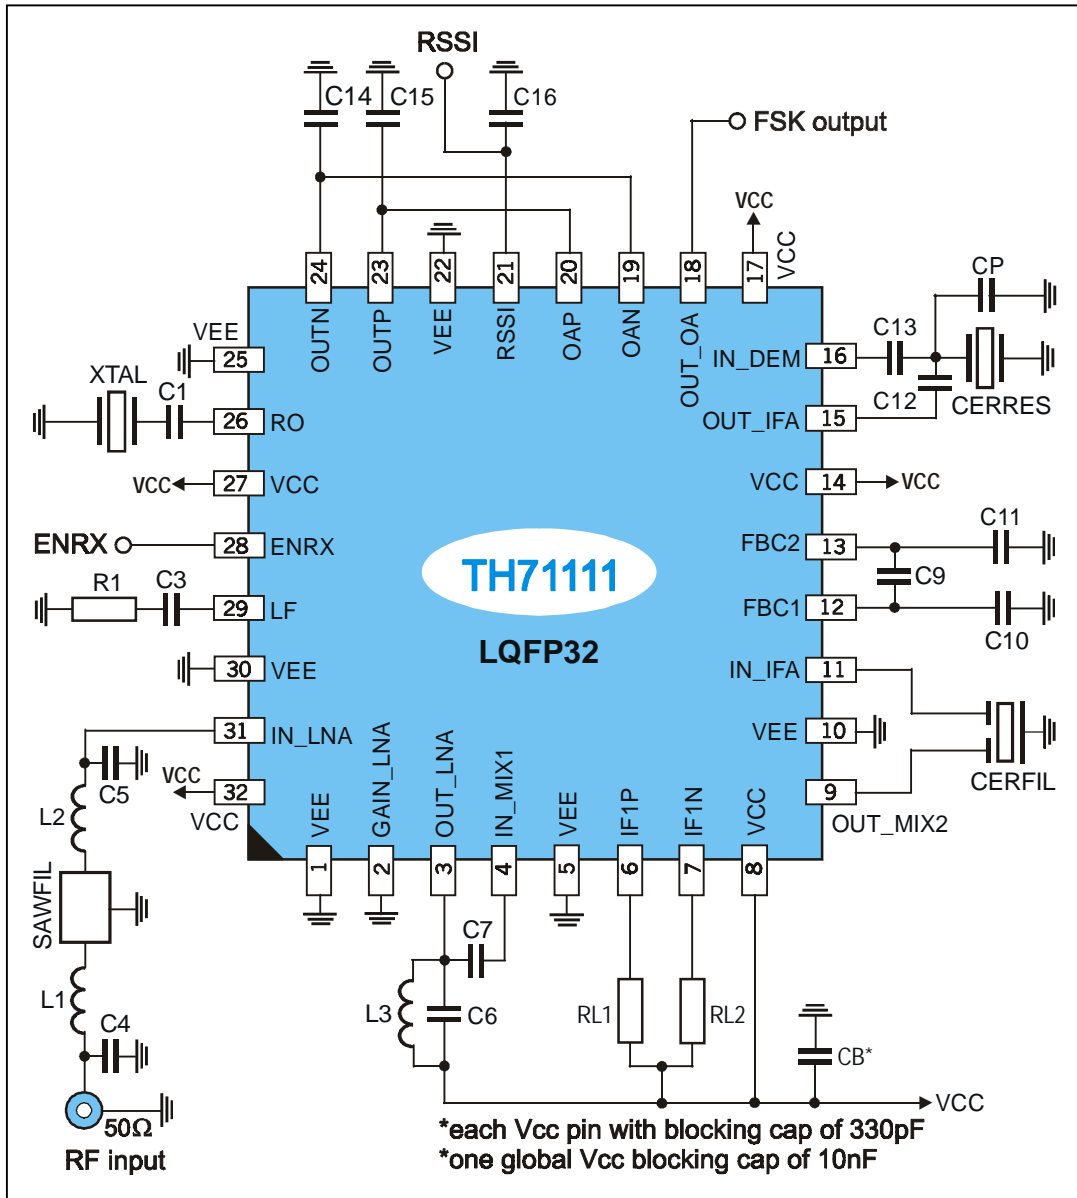 RSSI
C14
C15
C16
FSK output
VCC
VCC
24
23
22
21
20
19
18
17
OUTN
OUTP
VEE
RSSI
OAP
OAN
OUT_OA
CP
VEE
25
IN_DEM
16
C13
XTAL
C1
26
RO
OUT_IFA
15
C12
CERRES
VCC
27
VCC
VCC
14
VCC
ENRX
28
ENRX
FBC2
13
C11
TH71111
C9
R1
C3
29
LF
FBC1
12
C10
LQFP32
30
VEE
IN_IFA
11
31
IN_LNA
VEE
10
C5
VCC
32
VCC
CERFIL
9
OUT_MIX2
L2
VEE
GAIN_LNA
OUT_LNA
IN_MIX1
VEE
IF1P
IF1N
VCC
1
2
3
4
5
6
7
8
SAWFIL
C7
L1
L3
C6
RL1
RL2
C4
CB*
VCC
50Ω
RF input
*each Vcc pin with blocking cap of 330pF
*one global Vcc blocking cap of 10nF